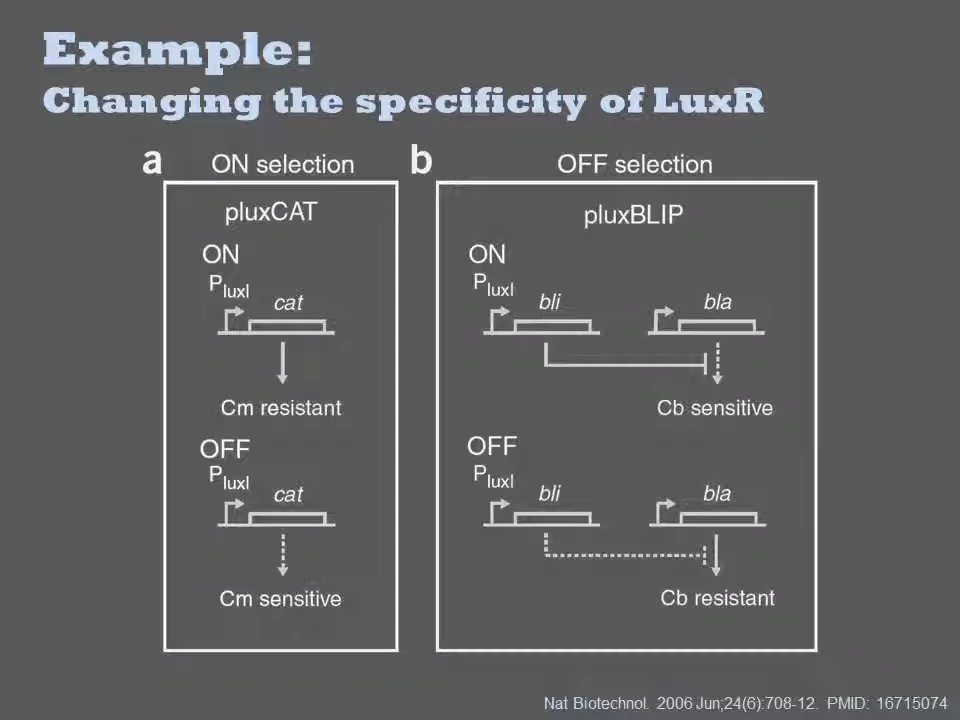 Example:
Changing the specificity of LuxR
a ON selection
pluxCAT
ON
PluxI
cat
Cm resistant
OFF
PluxI
cat
Cm sensitive
b OFF selection
pluxBLIP
ON
PluxI
bli bla
Cb sensitive
OFF
PluxI
bli bla
Cb resistant
Nat Biotechnol. 2006 Jun;24(6):708-12. PMID: 16715074